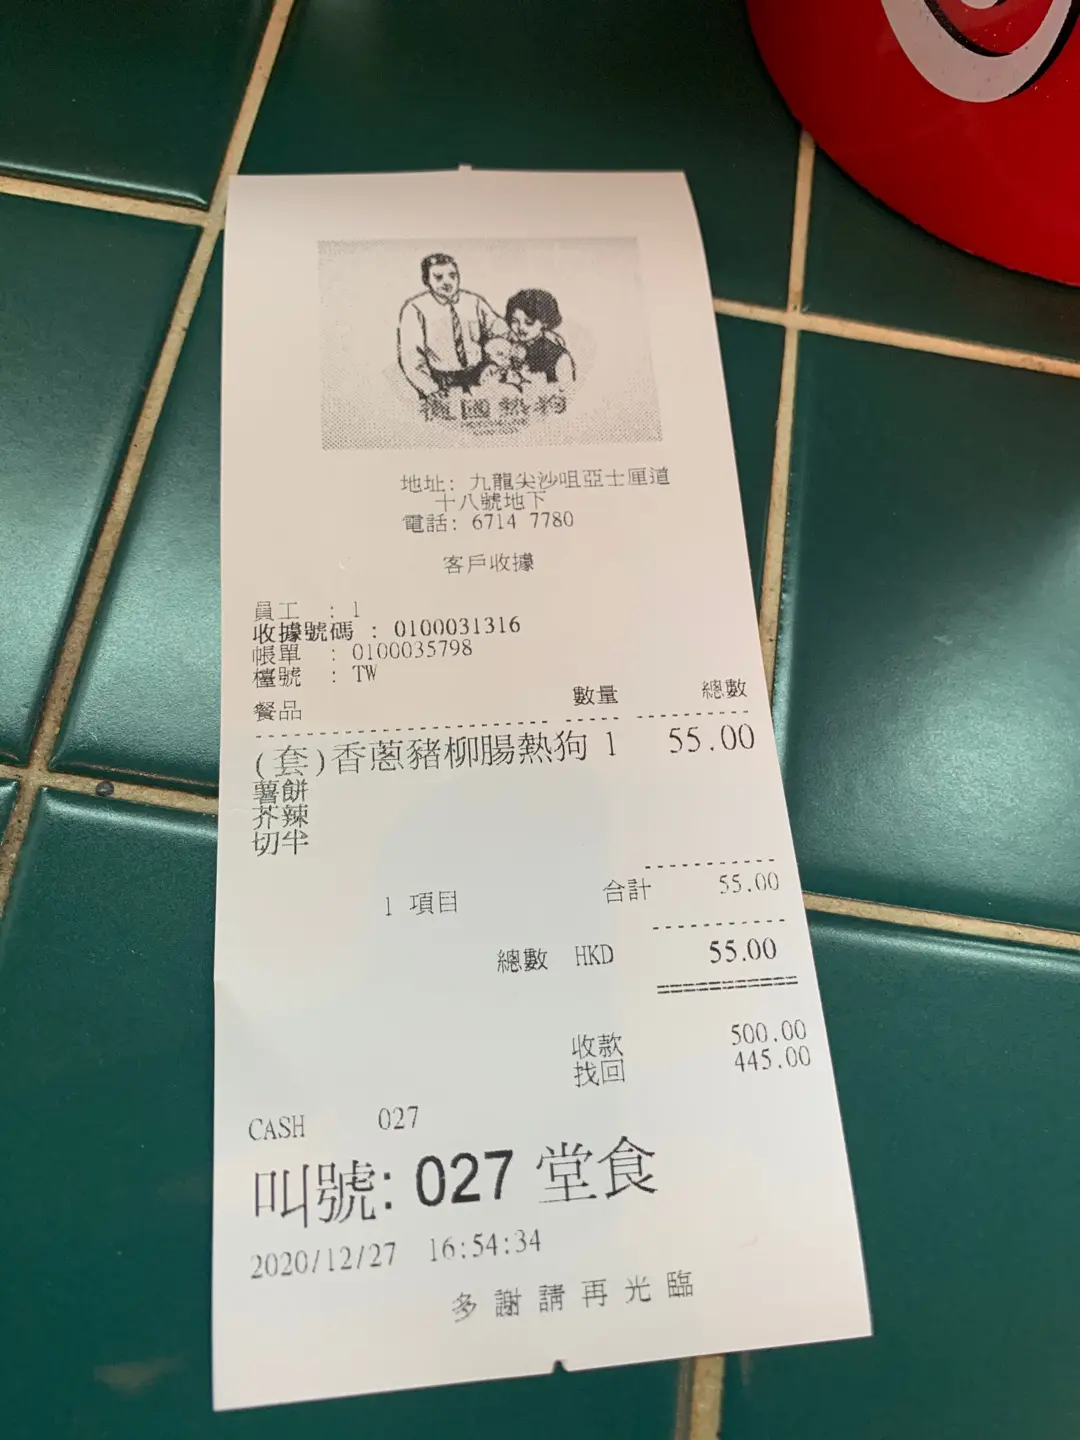 國熱狗
地址: 九龍尖沙咀亞士厘道
十八號地下
電話: 6714 7780
客戶收據
員工 : 1
收據號碼 : 0100031316
帳單 : 0100035798
檯號 : TW
餐品 數量 總數
(套)香蔥豬柳腸熱狗 1 55.00
薯餅
芥辣
切半
1 項目 合計 55.00
總數 HKD 55.00
收款 500.00
找回 445.00
CASH 027
叫號: 027 堂食
2020/12/27 16:54:34
多謝請再光臨